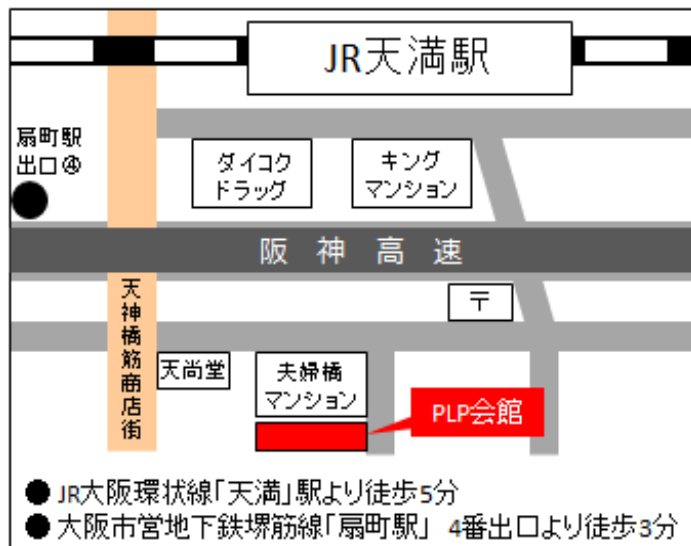 JR天満駅
扇町駅
出口④
ダイコク
ドラッグ
キング
マンション
阪神高速
〒
天神橋筋商店街
天尚堂
夫婦橋
マンション
PLP会館
●JR大阪環状線「天満」駅より徒歩5分
●大阪市営地下鉄堺筋線「扇町駅」 4番出口より徒歩3分